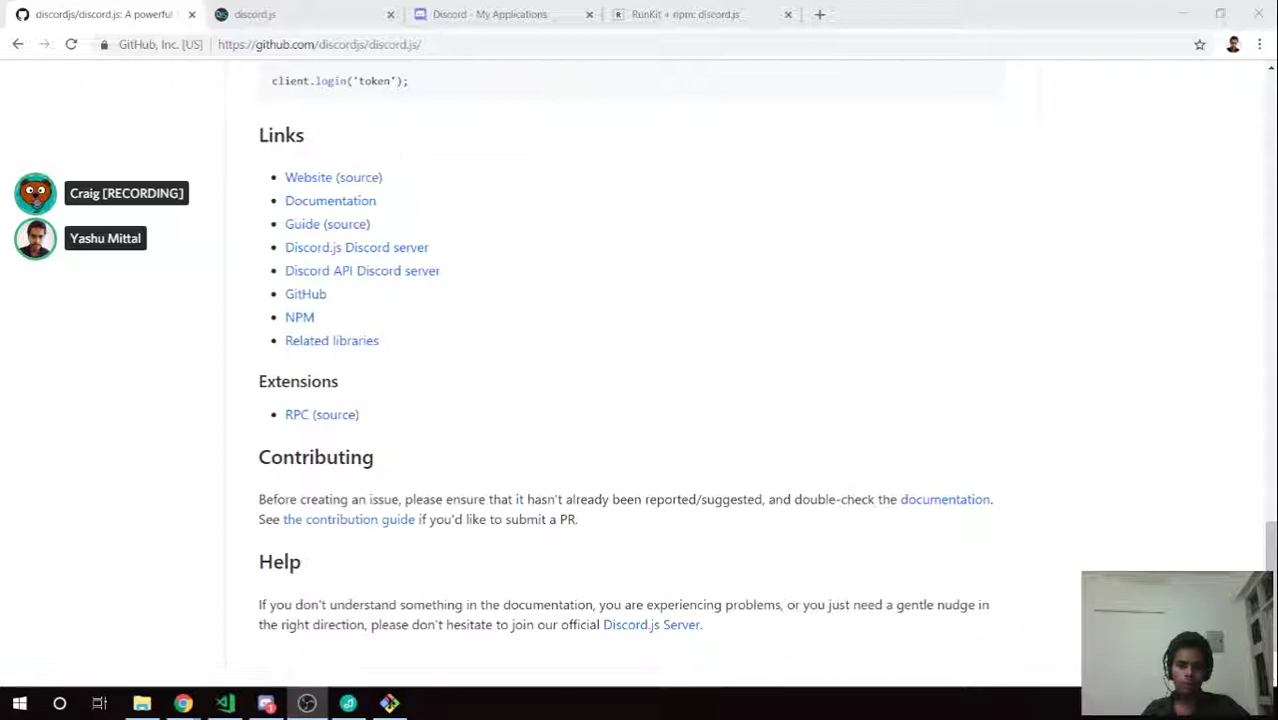 discordjs/discord.js: A powerful
discord.js
Discord - My Applications
RunKit + npm: discord.js
GitHub, Inc. [US]
https://github.com/discordjs/discord.js/
client.login('token');
Links
Website (source)
Documentation
Guide (source)
Discord.js Discord server
Discord API Discord server
GitHub
NPM
Related libraries
Extensions
RPC (source)
Contributing
Before creating an issue, please ensure that it hasn't already been reported/suggested, and double-check the documentation.
See the contribution guide if you'd like to submit a PR.
Help
If you don't understand something in the documentation, you are experiencing problems, or you just need a gentle nudge in
the right direction, please don't hesitate to join our official Discord.js Server.
Craig [RECORDING]
Yashu Mittal